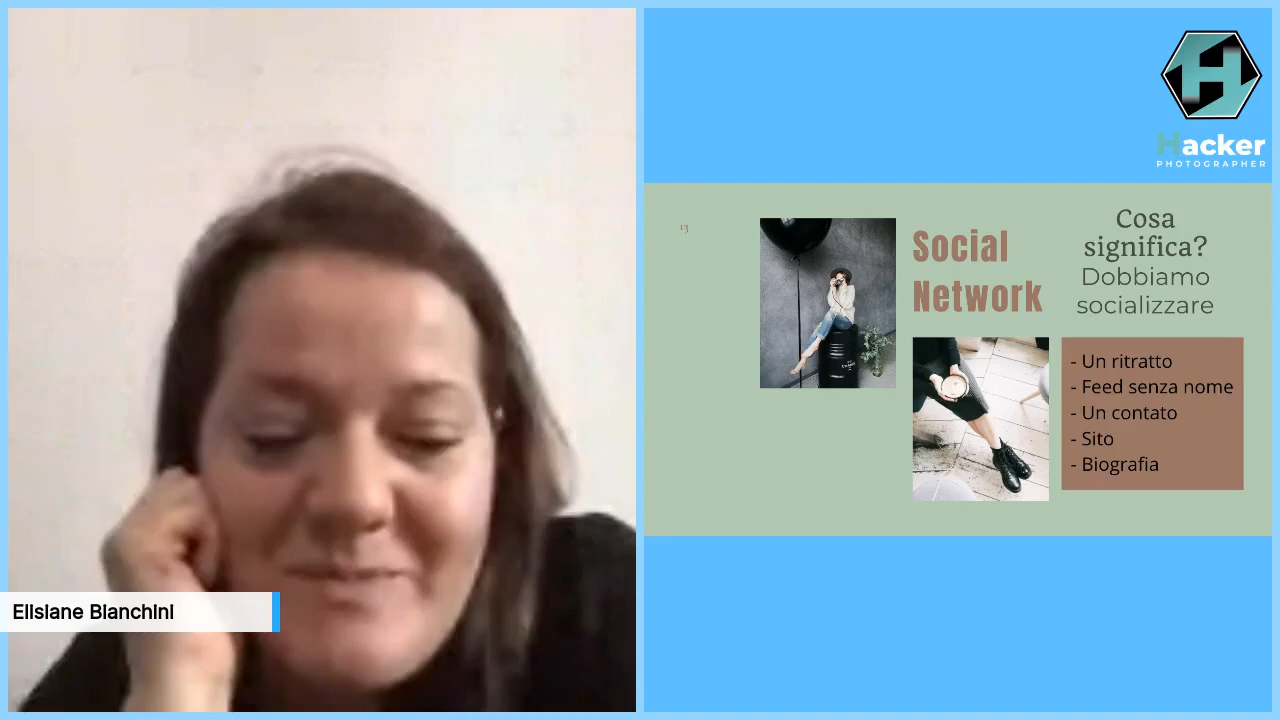 Elisiane Bianchini
Hacker
PHOTOGRAPHER
13
Social
Network
Cosa
significa?
Dobbiamo
socializzare
- Un ritratto
- Feed senza nome
- Un contato
- Sito
- Biografia